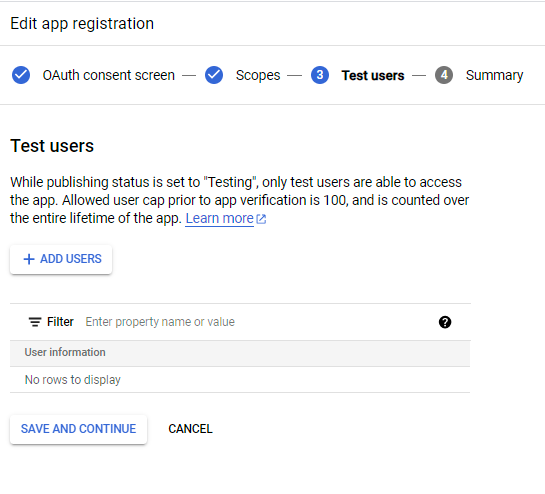 Edit app registration
OAuth consent screen — Scopes — 3 Test users — 4 Summary
Test users
While publishing status is set to "Testing", only test users are able to access
the app. Allowed user cap prior to app verification is 100, and is counted over
the entire lifetime of the app. Learn more
+ ADD USERS
Filter Enter property name or value ?
User information
No rows to display
SAVE AND CONTINUE CANCEL